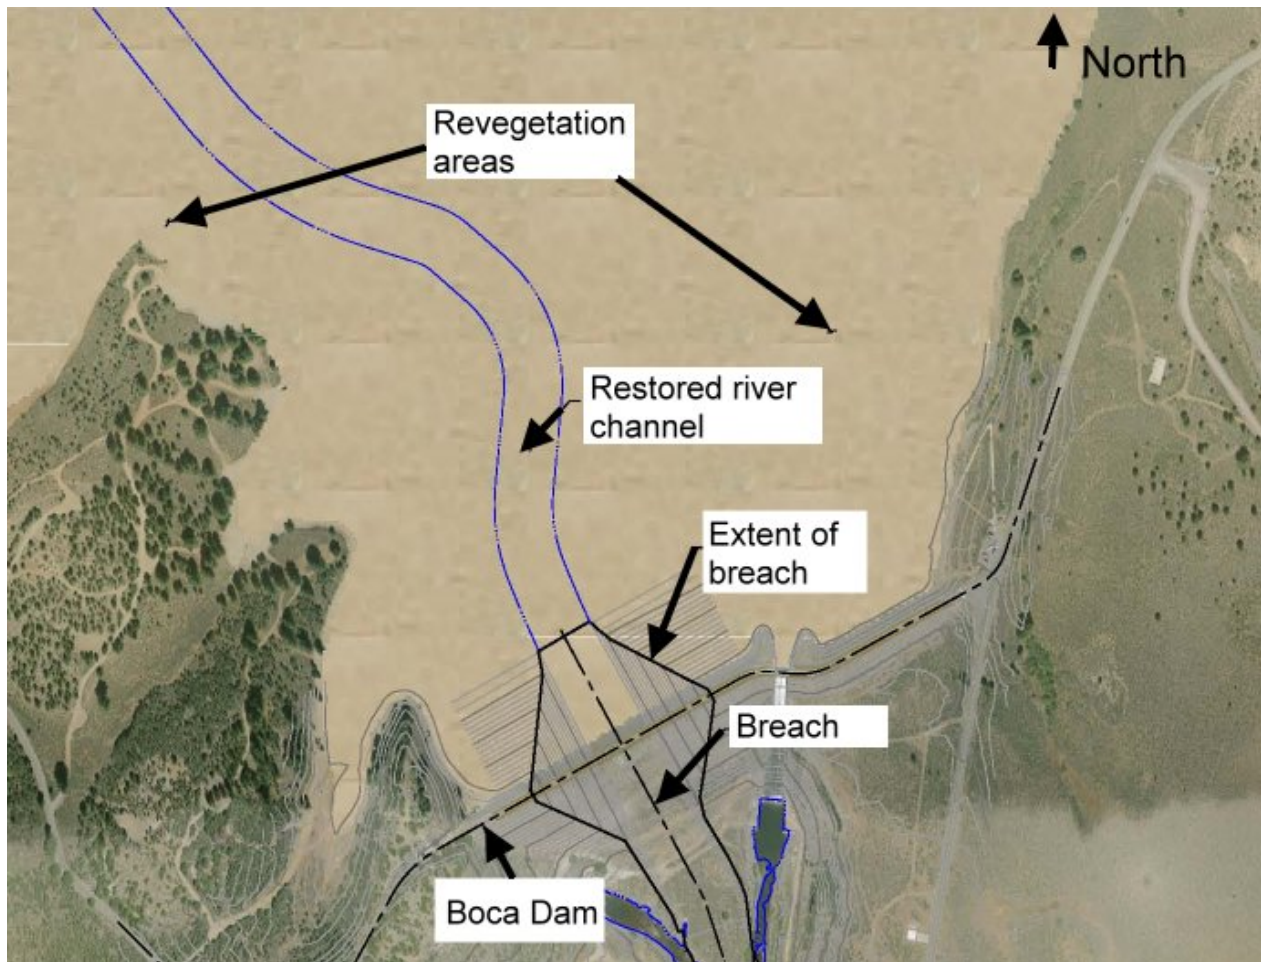 North
Revegetation
areas
Restored river
channel
Extent of
breach
Breach
Boca Dam